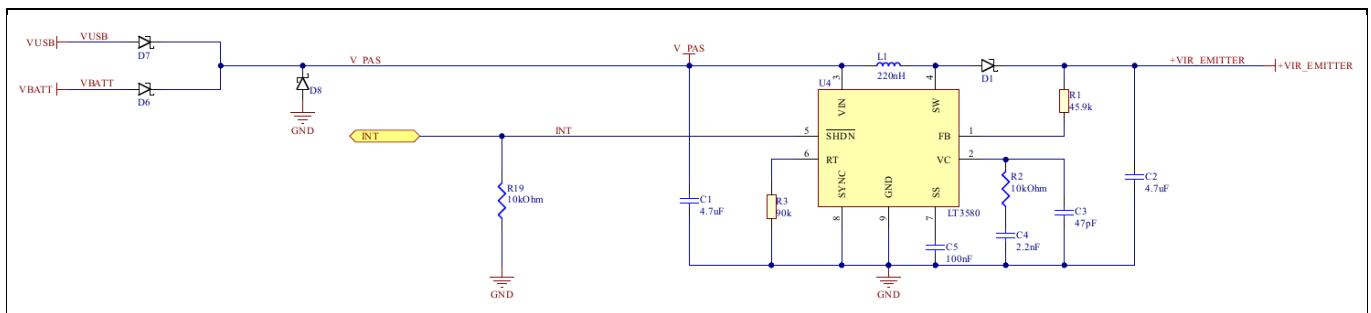 VUSB
VUSB
D7
VBATT
VBATT
D6
D8
GND
V_PAS
V_PAS
L1
220nH
D1
+VIR_EMITTER
+VIR_EMITTER
INT
INT
R19
10kOhm
GND
C1
4.7uF
R3
90k
U4
3
VIN
4
SW
5
SHDN
6
RT
FB
1
VC
2
SYNC
8
GND
9
SS
7
LT3580
R1
45.9k
R2
10kOhm
C4
2.2nF
C3
47pF
C2
4.7uF
C5
100nF
GND